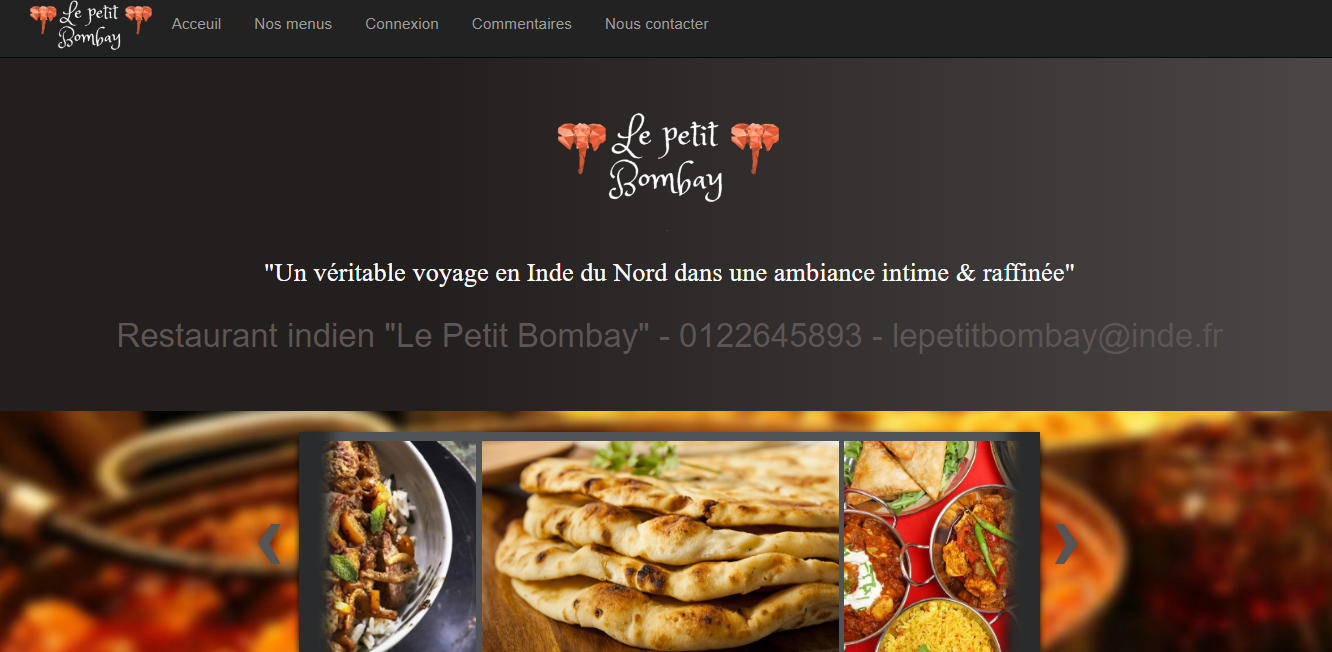 Le petit
Bombay
Acceuil Nos menus Connexion Commentaires Nous contacter
Le petit
Bombay
"Un véritable voyage en Inde du Nord dans une ambiance intime & raffinée"
Restaurant indien "Le Petit Bombay" - 0122645893 - lepetitbombay@inde.fr